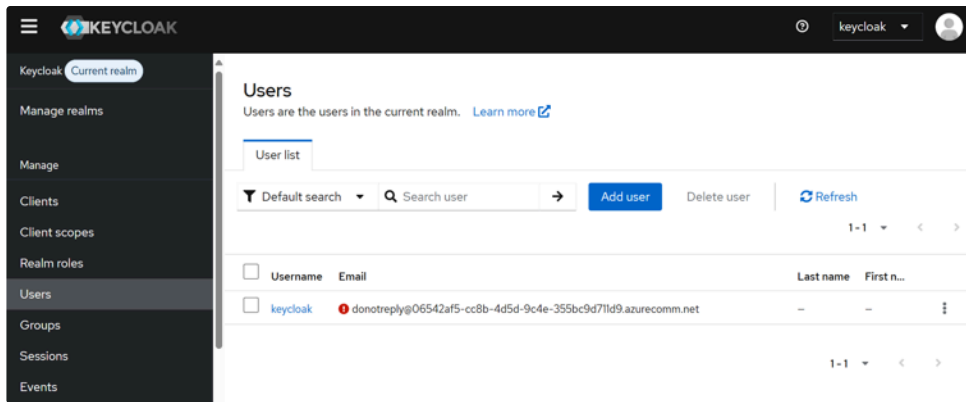 KEYCLOAK
keycloak
Keycloak Current realm
Manage realms
Manage
Clients
Client scopes
Realm roles
Users
Groups
Sessions
Events
Users
Users are the users in the current realm. Learn more
User list
Default search Search user Add user Delete user Refresh
1-1
Username Email Last name First n...
keycloak donotreply@06542af5-cc8b-4d5d-9c4e-355bc9d711d9.azurecomm.net – –
1-1